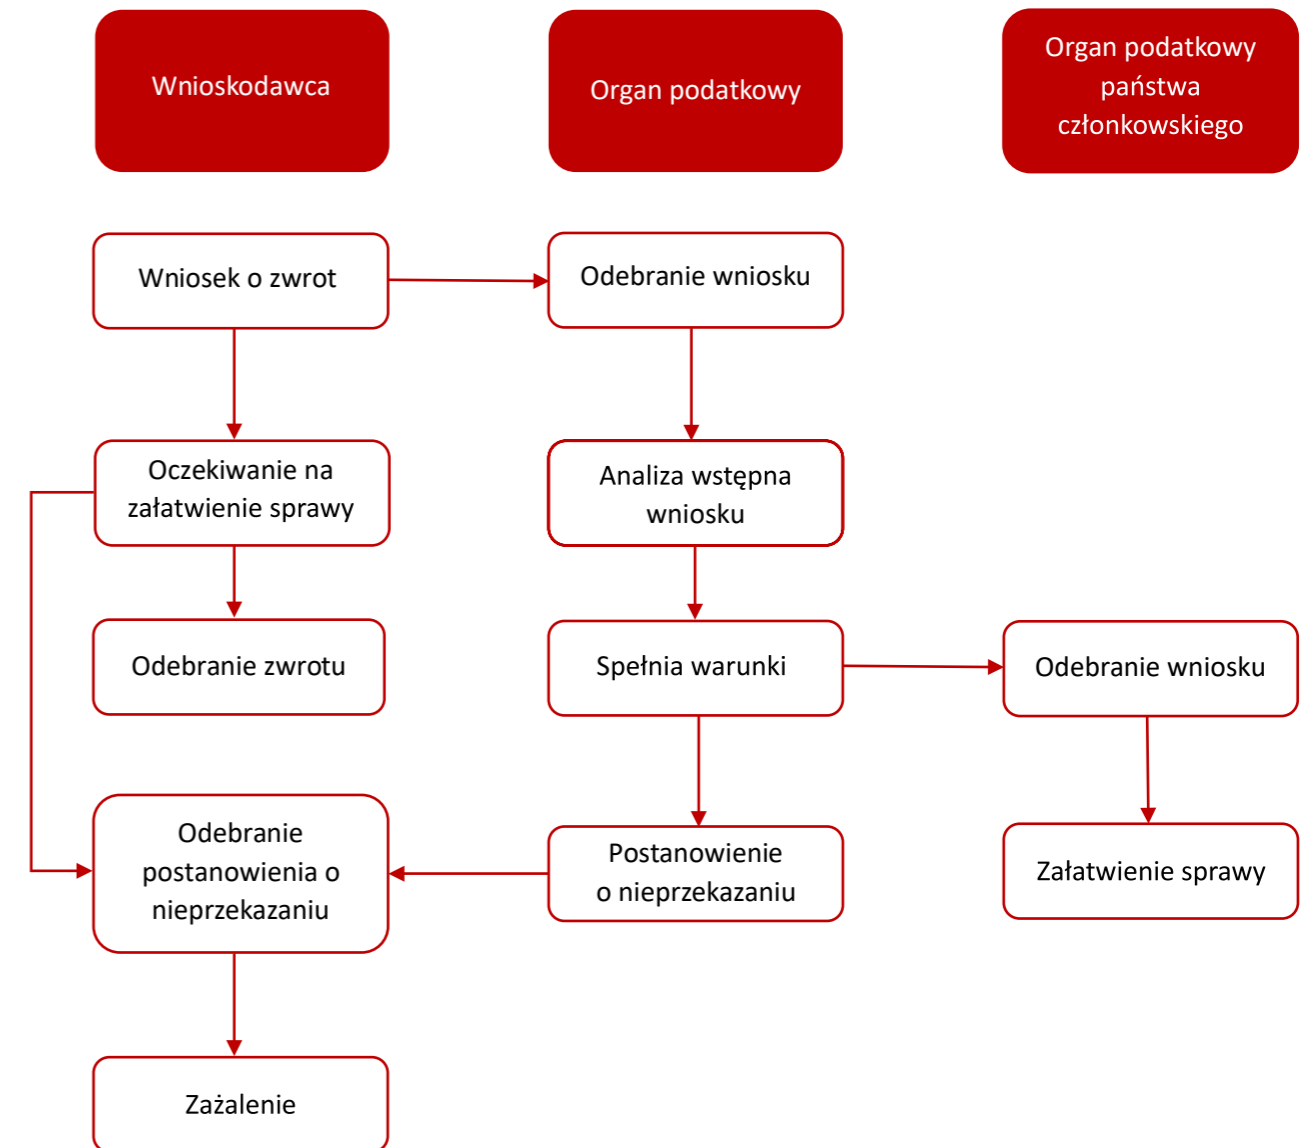 Wnioskodawca
Organ podatkowy
Organ podatkowy
państwa
członkowskiego
Wniosek o zwrot
Odebranie wniosku
Oczekiwanie na
załatwienie sprawy
Analiza wstępna
wniosku
Odebranie zwrotu
Spełnia warunki
Odebranie wniosku
Odebranie
postanowienia o
nieprzekazaniu
Postanowienie
o nieprzekazaniu
Załatwienie sprawy
Zażalenie